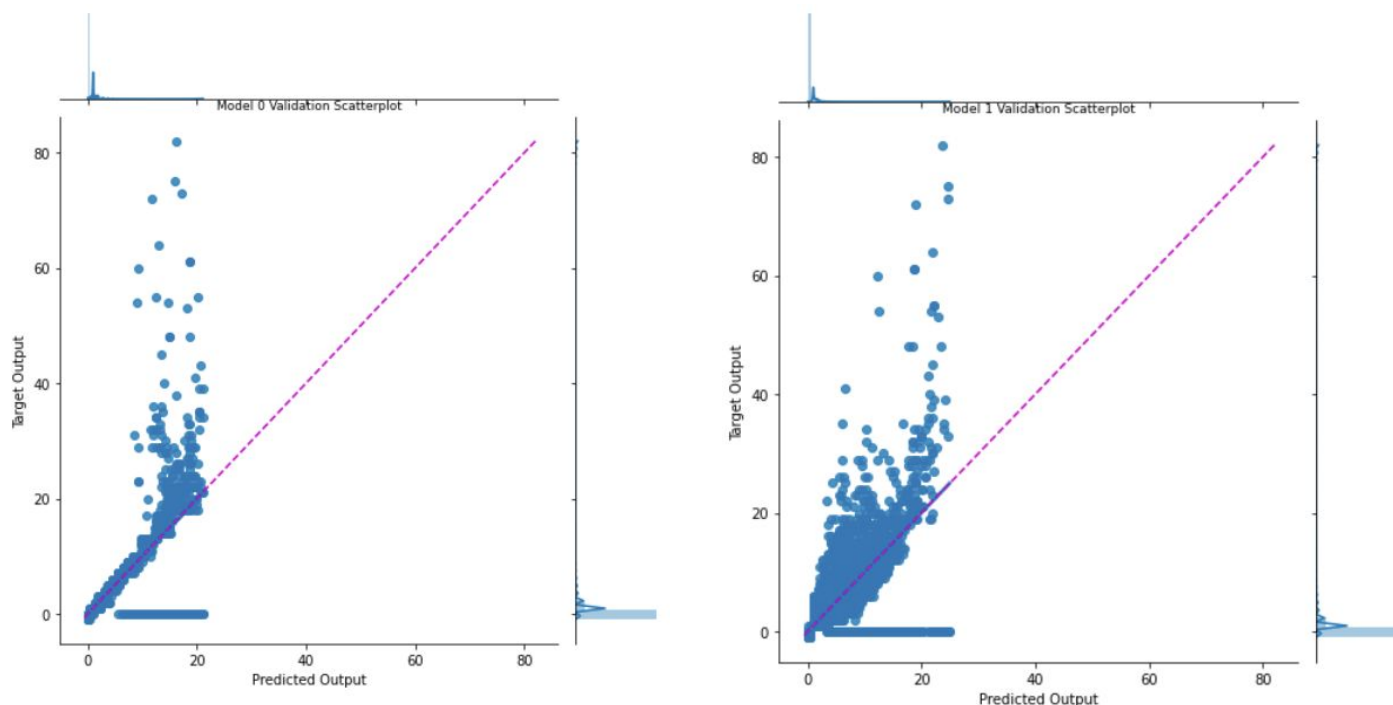 Model 0 Validation Scatterplot
80
60
40
20
0
Target Output
0 20 40 60 80
Predicted Output
Model 1 Validation Scatterplot
80
60
40
20
0
Target Output
0 20 40 60 80
Predicted Output